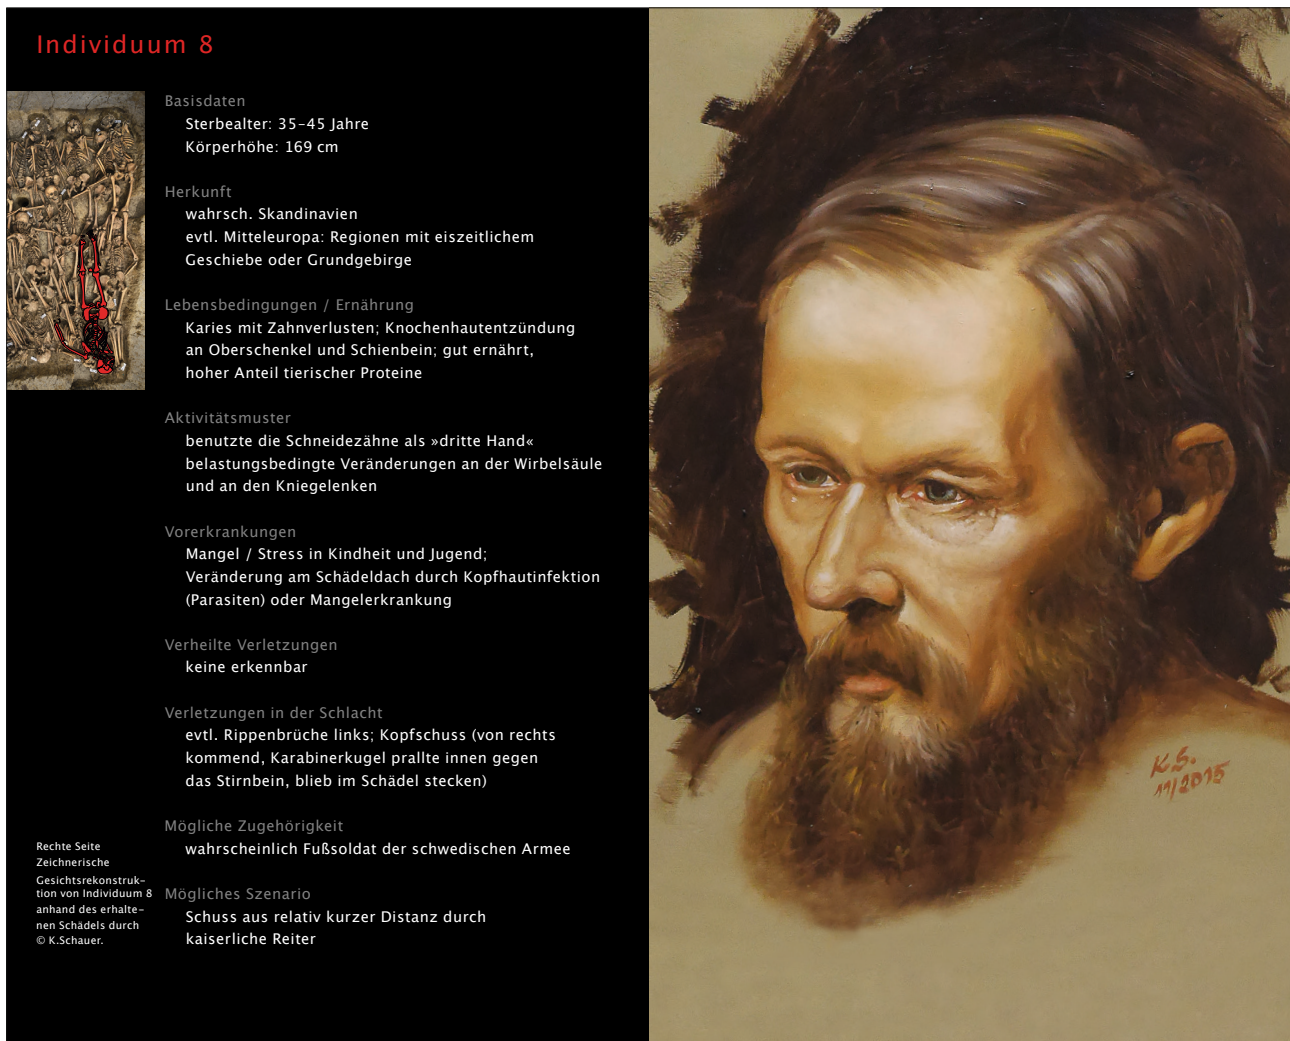 Individuum 8
Basisdaten
Sterbealter: 35–45 Jahre
Körperhöhe: 169 cm
Herkunft
wahrsch. Skandinavien
evtl. Mitteleuropa: Regionen mit eiszeitlichem
Geschiebe oder Grundgebirge
Lebensbedingungen / Ernährung
Karies mit Zahnverlusten; Knochenhautentzündung
an Oberschenkel und Schienbein; gut ernährt,
hoher Anteil tierischer Proteine
Aktivitätsmuster
benutzte die Schneidezähne als »dritte Hand«
belastungsbedingte Veränderungen an der Wirbelsäule
und an den Kniegelenken
Vorerkrankungen
Mangel / Stress in Kindheit und Jugend;
Veränderung am Schädeldach durch Kopfhautinfektion
(Parasiten) oder Mangelerkrankung
Verheilte Verletzungen
keine erkennbar
Verletzungen in der Schlacht
evtl. Rippenbrüche links; Kopfschuss (von rechts
kommend, Karabinerkugel prallte innen gegen
das Stirnbein, blieb im Schädel stecken)
Mögliche Zugehörigkeit
wahrscheinlich Fußsoldat der schwedischen Armee
Mögliches Szenario
Schuss aus relativ kurzer Distanz durch
kaiserliche Reiter
Rechte Seite
Zeichnerische
Gesichtsrekonstruk-
tion von Individuum 8
anhand des erhalte-
nen Schädels durch
© K.Schauer.
K.S.
11/2015